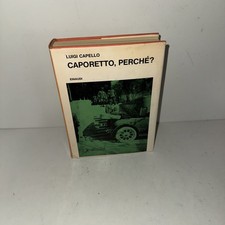 LUIGI CAPELLO
CAPORETTO, PERCHÉ?
EINAUDI